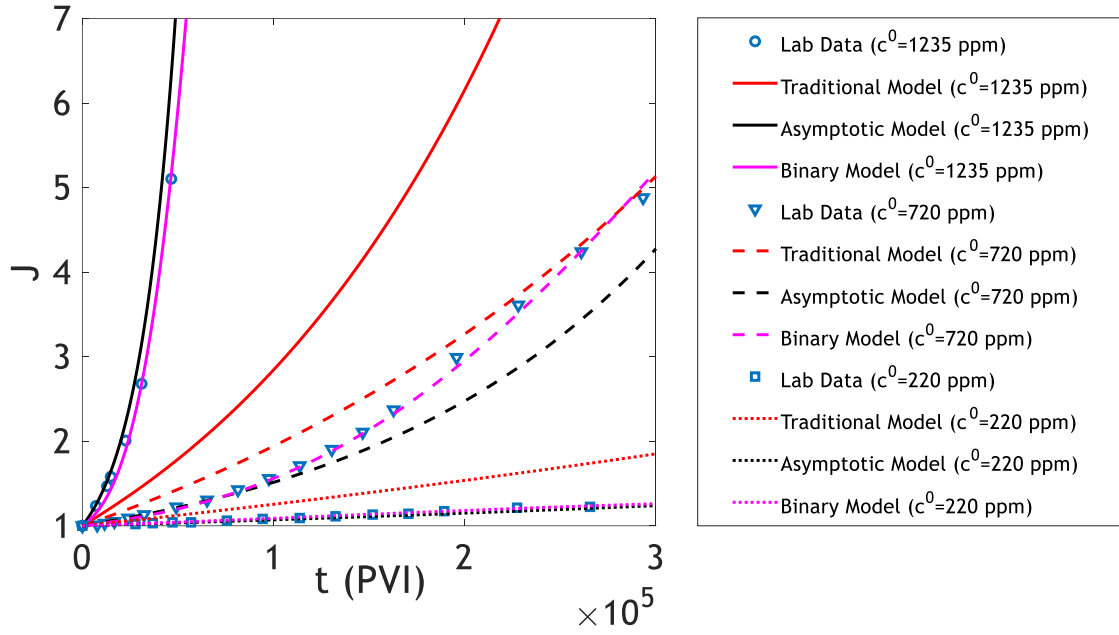 7
6
5
4
3
2
1
J
0
1
2
3
t (PVI)
×10^5
Lab Data (c^0=1235 ppm)
Traditional Model (c^0=1235 ppm)
Asymptotic Model (c^0=1235 ppm)
Binary Model (c^0=1235 ppm)
Lab Data (c^0=720 ppm)
Traditional Model (c^0=720 ppm)
Asymptotic Model (c^0=720 ppm)
Binary Model (c^0=720 ppm)
Lab Data (c^0=220 ppm)
Traditional Model (c^0=220 ppm)
Asymptotic Model (c^0=220 ppm)
Binary Model (c^0=220 ppm)